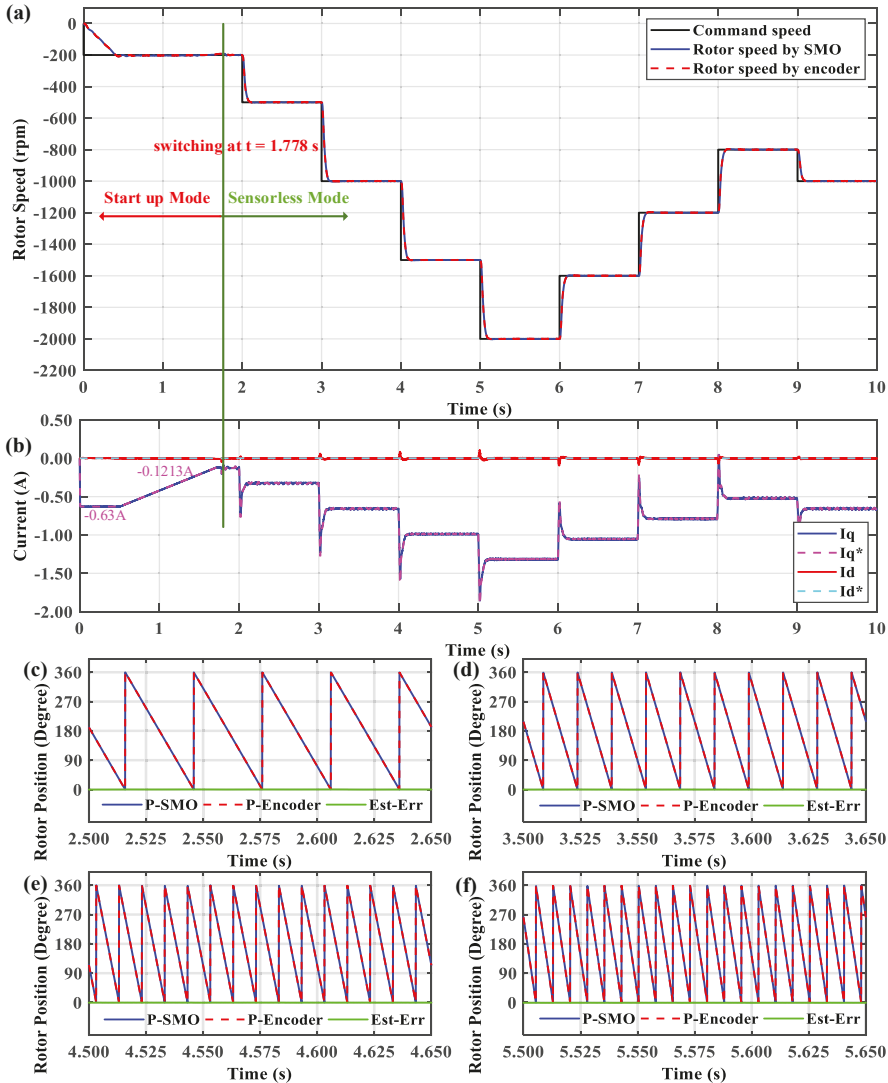 (a)
0
-200
-400
-600
-800
-1000
-1200
-1400
-1600
-1800
-2000
-2200
Rotor Speed (rpm)
Command speed
Rotor speed by SMO
Rotor speed by encoder
switching at t = 1.778 s
Start up Mode
Sensorless Mode
0 1 2 3 4 5 6 7 8 9 10
Time (s)
(b)
0.50
0.00
-0.50
-1.00
-1.50
-2.00
Current (A)
-0.1213A
-0.63A
Iq
Iq*
Id
Id*
0 1 2 3 4 5 6 7 8 9 10
Time (s)
(c)
360
270
180
90
0
Rotor Position (Degree)
P-SMO P-Encoder Est-Err
2.500 2.525 2.550 2.575 2.600 2.625 2.650
Time (s)
(d)
360
270
180
90
0
Rotor Position (Degree)
P-SMO P-Encoder Est-Err
3.500 3.525 3.550 3.575 3.600 3.625 3.650
Time (s)
(e)
360
270
180
90
0
Rotor Position (Degree)
P-SMO P-Encoder Est-Err
4.500 4.525 4.550 4.575 4.600 4.625 4.650
Time (s)
(f)
360
270
180
90
0
Rotor Position (Degree)
P-SMO P-Encoder Est-Err
5.500 5.525 5.550 5.575 5.600 5.625 5.650
Time (s)